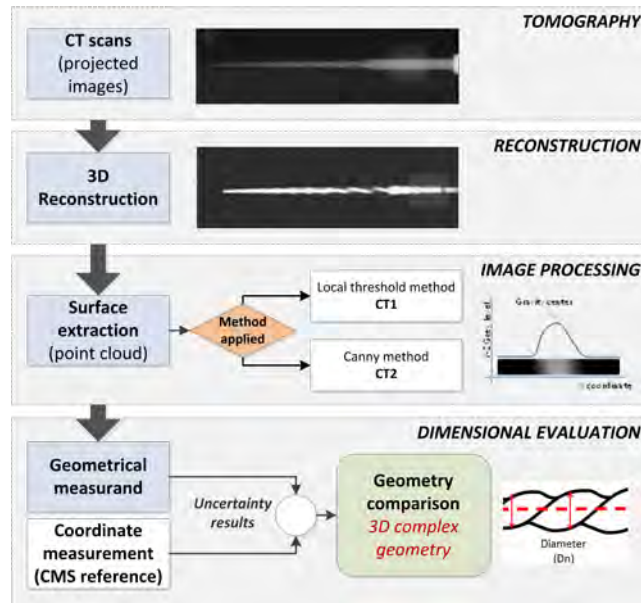 TOMOGRAPHY
CT scans
(projected
images)
RECONSTRUCTION
3D
Reconstruction
IMAGE PROCESSING
Surface
extraction
(point cloud)
Method
applied
Local threshold method
CT1
Canny method
CT2
Gravity center
coordinate
DIMENSIONAL EVALUATION
Geometrical
measurand
Coordinate
measurement
(CMS reference)
Uncertainty
results
Geometry
comparison
3D complex
geometry
Diameter
(Dn)